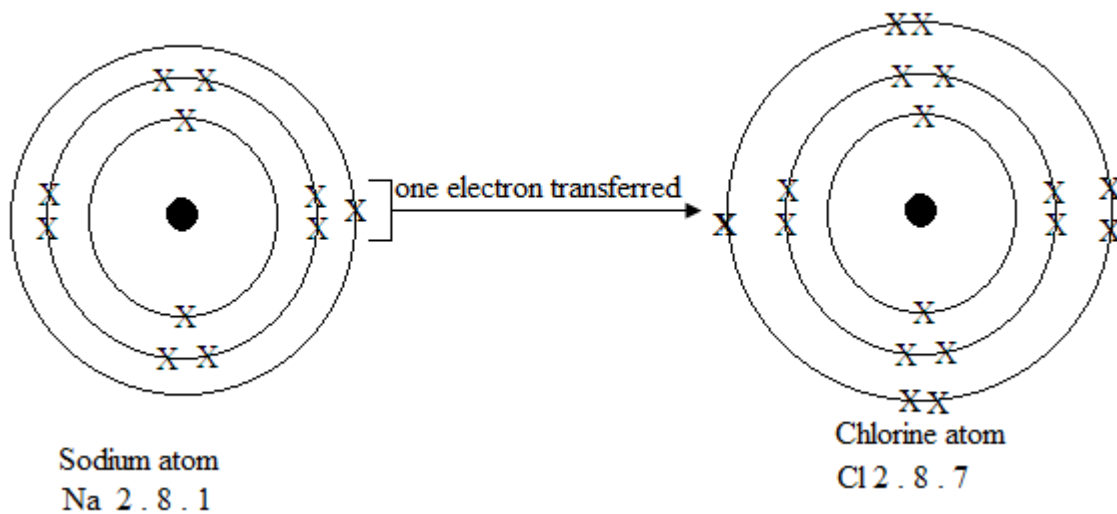 one electron transferred
Sodium atom
Na 2 . 8 . 1
Chlorine atom
Cl 2 . 8 . 7